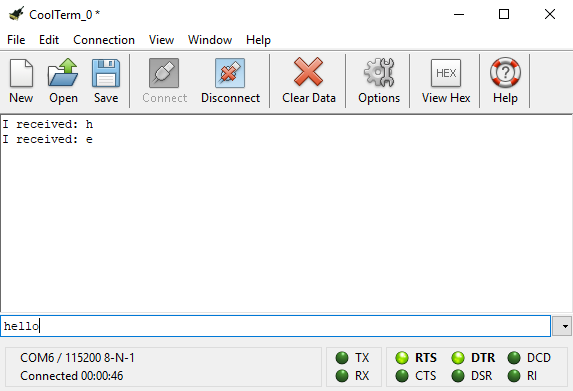 CoolTerm_0 *
File Edit Connection View Window Help
HEX
New Open Save Connect Disconnect Clear Data Options View Hex Help
I received: h
I received: e
hello
COM6 / 115200 8-N-1
Connected 00:00:46
TX RTS DTR DCD
RX CTS DSR RI